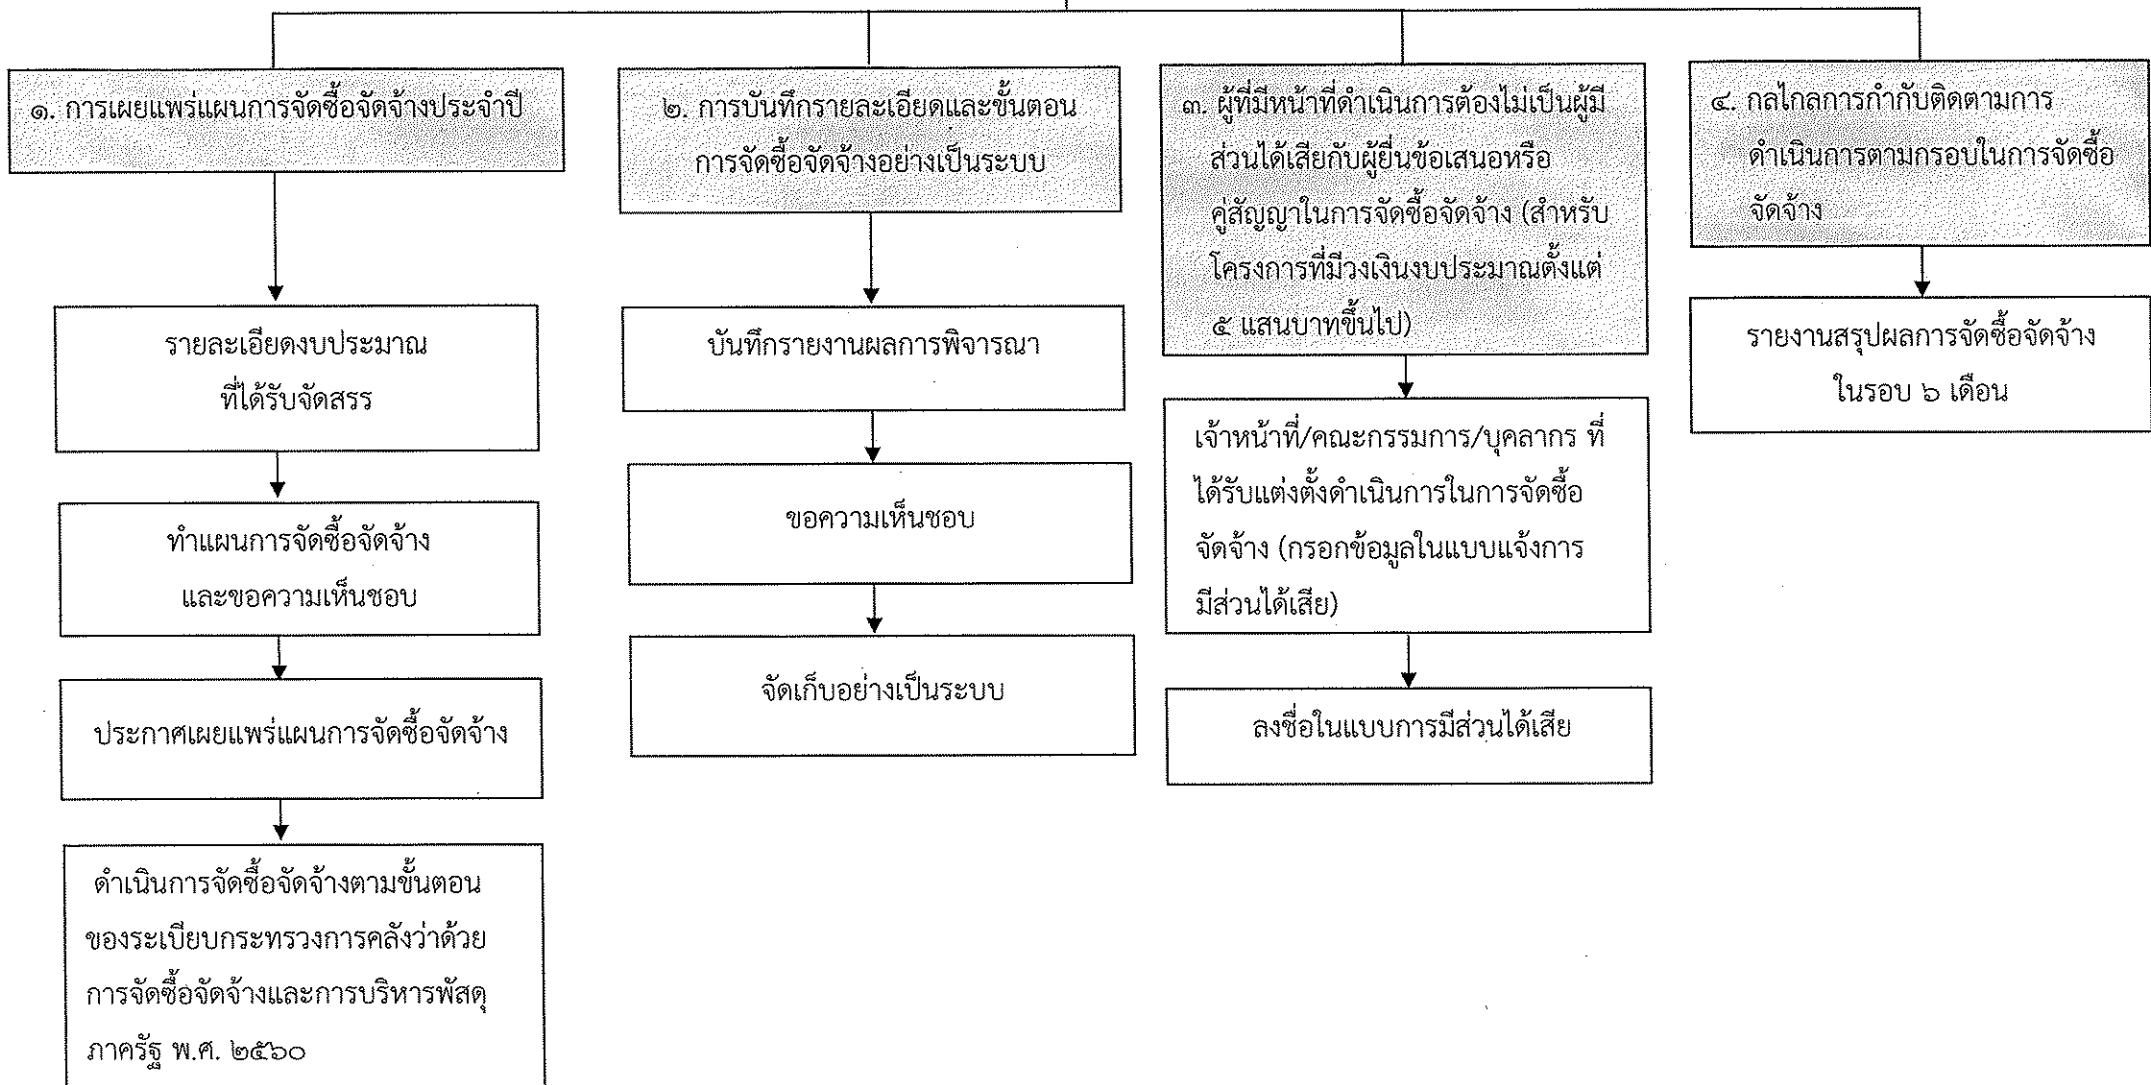 ๑. การเผยแพร่แผนการจัดซื้อจัดจ้างประจำปี
รายละเอียดงบประมาณ
ที่ได้รับจัดสรร
ทำแผนการจัดซื้อจัดจ้าง
และขอความเห็นชอบ
ประกาศเผยแพร่แผนการจัดซื้อจัดจ้าง
ดำเนินการจัดซื้อจัดจ้างตามขั้นตอน
ของระเบียบกระทรวงการคลังว่าด้วย
การจัดซื้อจัดจ้างและการบริหารพัสดุ
ภาครัฐ พ.ศ. ๒๕๖๐
๒. การบันทึกรายละเอียดและขั้นตอน
การจัดซื้อจัดจ้างอย่างเป็นระบบ
บันทึกรายงานผลการพิจารณา
ขอความเห็นชอบ
จัดเก็บอย่างเป็นระบบ
๓. ผู้ที่มีหน้าที่ดำเนินการต้องไม่เป็นผู้มี
ส่วนได้เสียกับผู้ยื่นข้อเสนอหรือ
คู่สัญญาในการจัดซื้อจัดจ้าง (สำหรับ
โครงการที่มีวงเงินงบประมาณตั้งแต่
๕ แสนบาทขึ้นไป)
เจ้าหน้าที่/คณะกรรมการ/บุคลากร ที่
ได้รับแต่งตั้งดำเนินการในการจัดซื้อ
จัดจ้าง (กรอกข้อมูลในแบบแจ้งการ
มีส่วนได้เสีย)
ลงชื่อในแบบการมีส่วนได้เสีย
๔. กลไกลการกำกับติดตามการ
ดำเนินการตามกรอบในการจัดซื้อ
จัดจ้าง
รายงานสรุปผลการจัดซื้อจัดจ้าง
ในรอบ ๖ เดือน